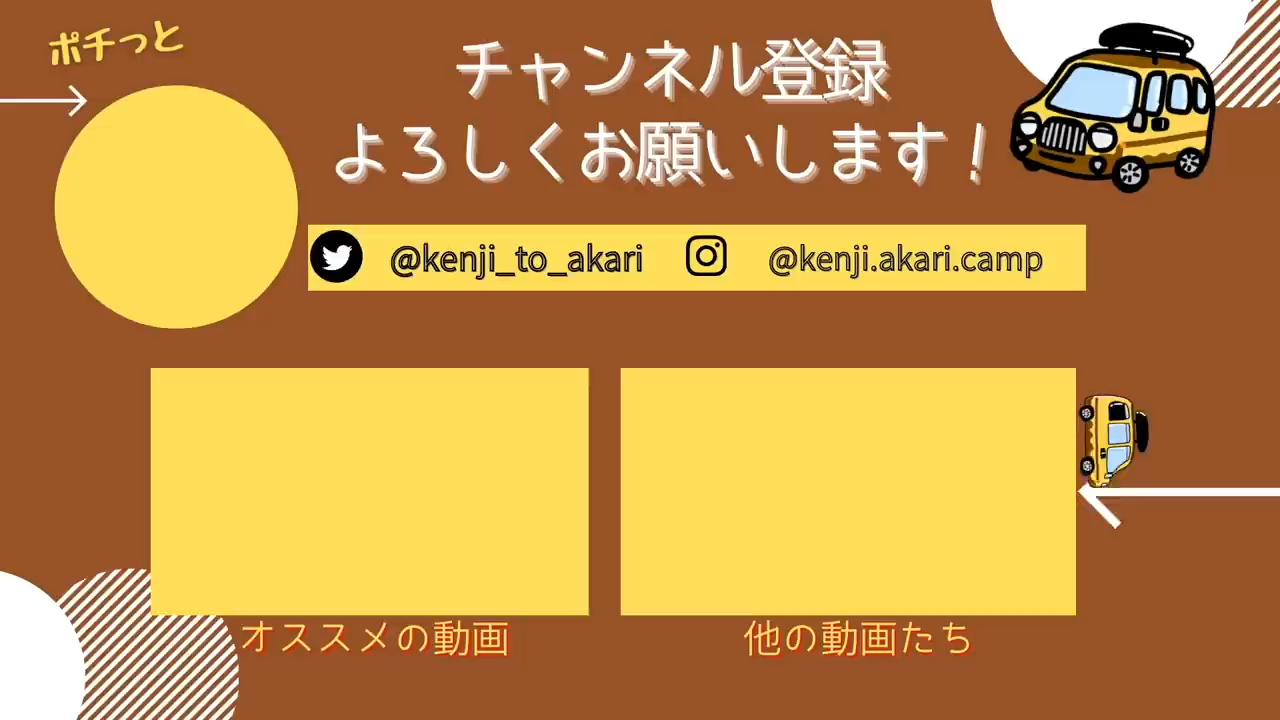 ポチっと
チャンネル登録
よろしくお願いします！
@kenji_to_akari @kenji.akari.camp
オススメの動画
他の動画たち